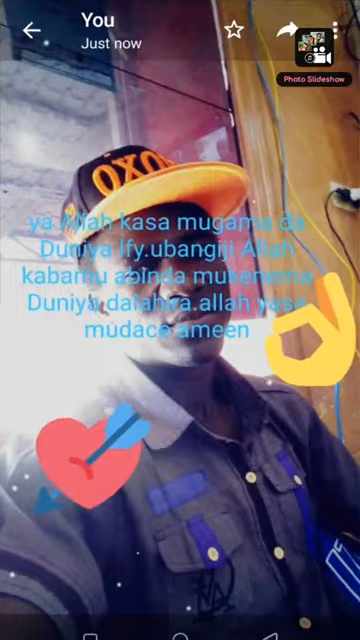 You
Just now
Photo Slideshow
OXOX
ya.Allah kasa mugama da
Duniya lfy.ubangiji Allah
kabamu abinda mukenema
Duniya dalahira.allah yasa
mudace ameen